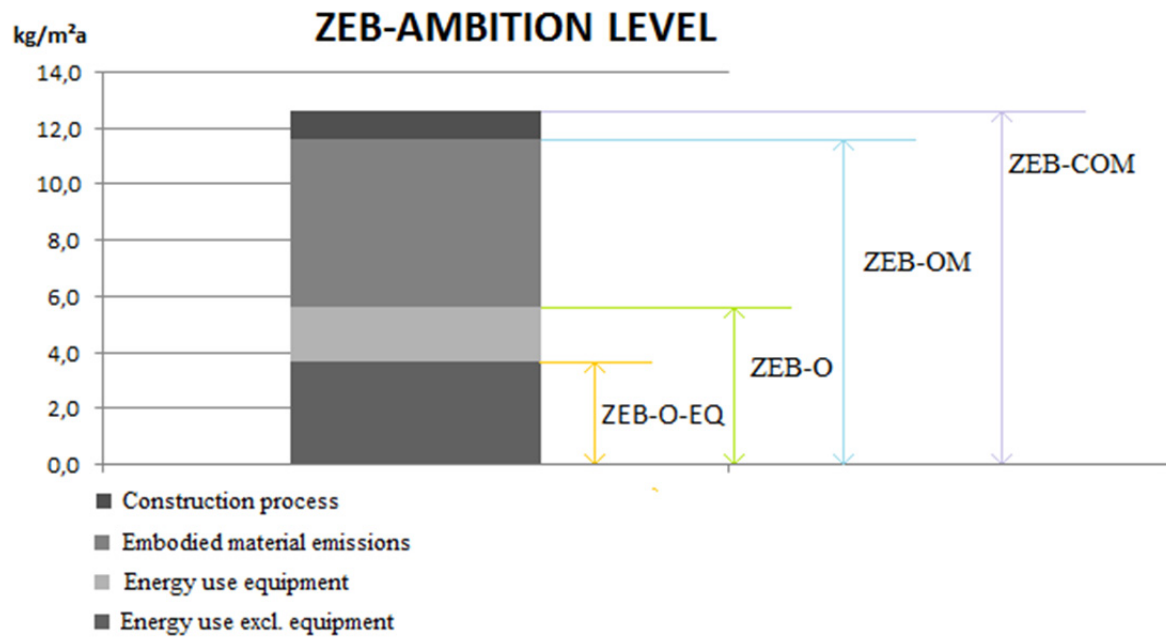 ZEB-AMBITION LEVEL
kg/m²a
14,0
12,0
10,0
8,0
6,0
4,0
2,0
0,0
ZEB-COM
ZEB-OM
ZEB-O
ZEB-O-EQ
Construction process
Embodied material emissions
Energy use equipment
Energy use excl. equipment